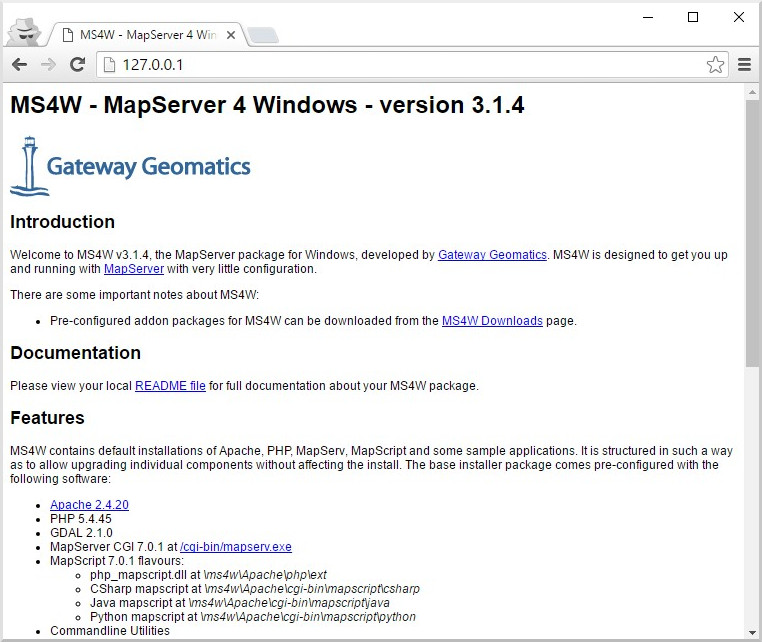 MS4W - MapServer 4 Win
127.0.0.1
MS4W - MapServer 4 Windows - version 3.1.4
Gateway Geomatics
Introduction
Welcome to MS4W v3.1.4, the MapServer package for Windows, developed by Gateway Geomatics. MS4W is designed to get you up
and running with MapServer with very little configuration.
There are some important notes about MS4W:
• Pre-configured addon packages for MS4W can be downloaded from the MS4W Downloads page.
Documentation
Please view your local README file for full documentation about your MS4W package.
Features
MS4W contains default installations of Apache, PHP, MapServ, MapScript and some sample applications. It is structured in such a way
as to allow upgrading individual components without affecting the install. The base installer package comes pre-configured with the
following software:
• Apache 2.4.20
• PHP 5.4.45
• GDAL 2.1.0
• MapServer CGI 7.0.1 at /cgi-bin/mapserv.exe
• MapScript 7.0.1 flavours:
◦ php_mapscript.dll at \ms4w\Apache\php\ext
◦ CSharp mapscript at \ms4w\Apache\cgi-bin\mapscript\csharp
◦ Java mapscript at \ms4w\Apache\cgi-bin\mapscript\java
◦ Python mapscript at \ms4w\Apache\cgi-bin\mapscript\python
• Commandline Utilities